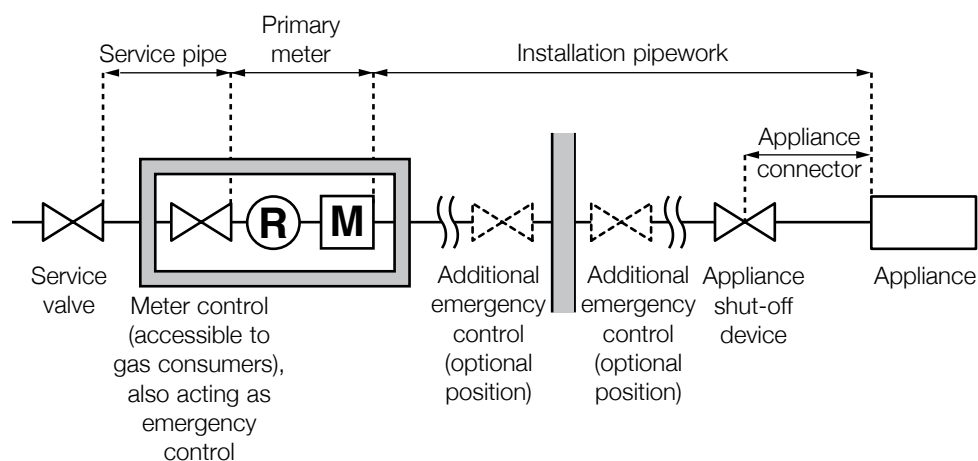 Primary
meter
Service pipe
Installation pipework
Appliance
connector
R
M
Service
valve
Meter control
(accessible to
gas consumers),
also acting as
emergency
control
Additional
emergency
control
(optional
position)
Additional
emergency
control
(optional
position)
Appliance
shut-off
device
Appliance